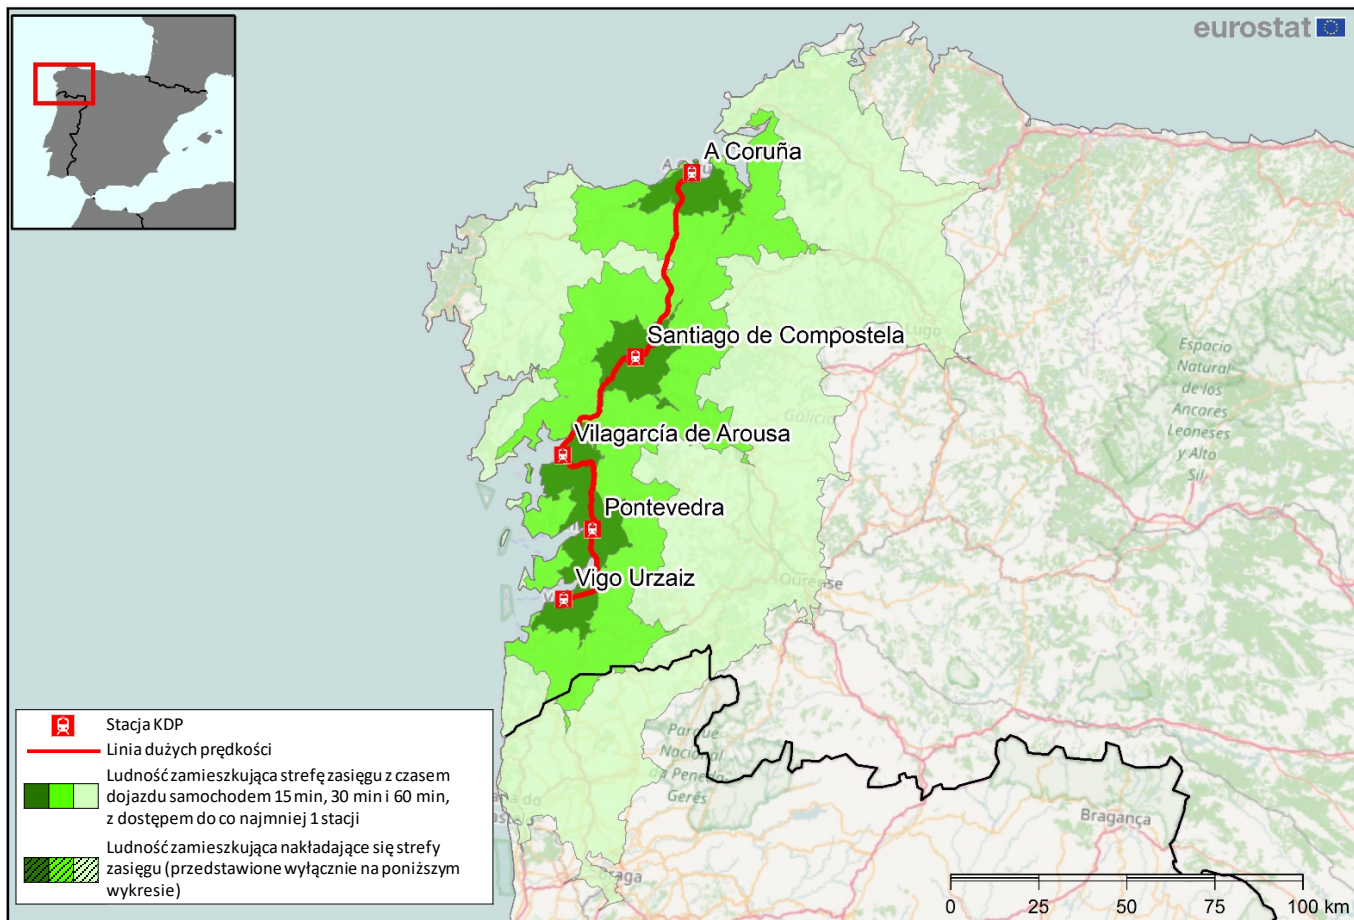 eurostat
A Coruña
Santiago de Compostela
Lugo
Espacio
Natural
de los
Ancares
Leoneses
y Alto
Sil
Galicia
Vilagarcía de Arousa
Pontevedra
Vigo Urzaiz
Ourense
Parque
Nacional
da Peneda
Gerês
Bragança
Braga
Stacja KDP
Linia dużych prędkości
Ludność zamieszkująca strefę zasięgu z czasem
dojazdu samochodem 15 min, 30 min i 60 min,
z dostępem do co najmniej 1 stacji
Ludność zamieszkująca nakładające się strefy
zasięgu (przedstawione wyłącznie na poniższym
wykresie)
0 25 50 75 100 km